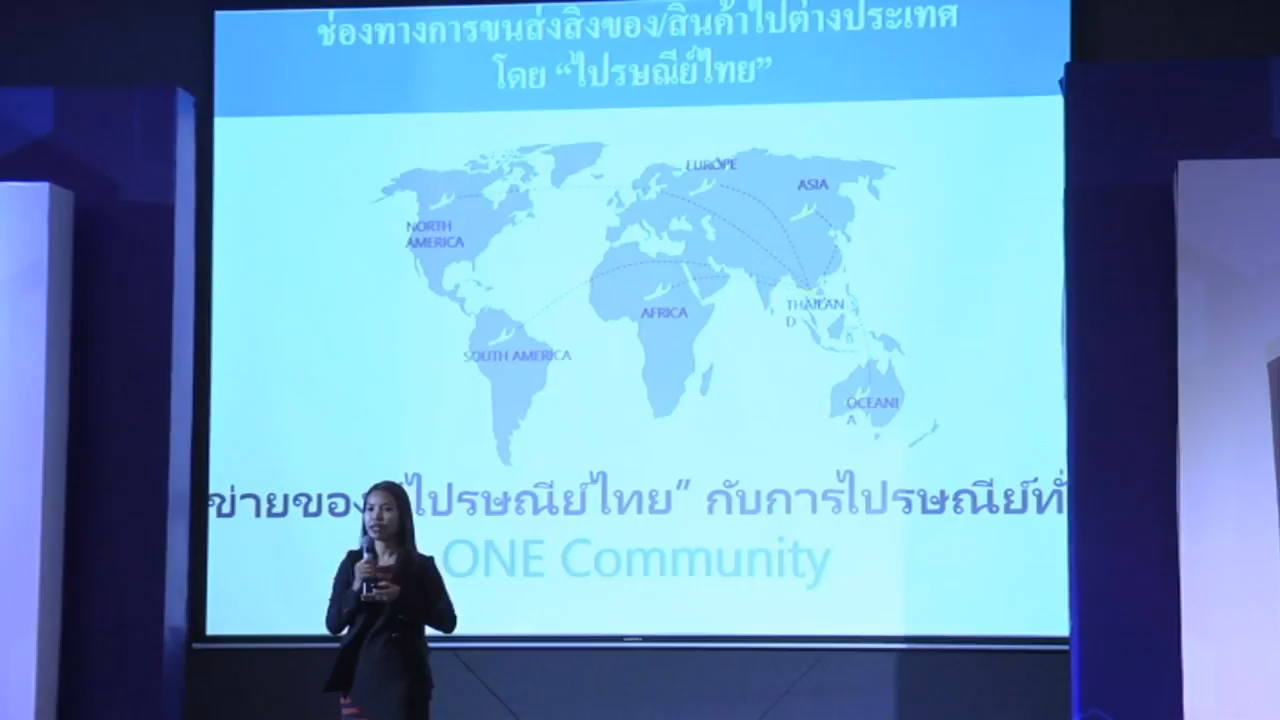 ช่องทางการขนส่งสิ่งของ/สินค้าไปต่างประเทศ
โดย “ไปรษณีย์ไทย”
EUROPE
ASIA
NORTH
AMERICA
THAILAN
D
AFRICA
SOUTH AMERICA
OCEANI
A
ข่ายของ “ไปรษณีย์ไทย” กับการไปรษณีย์ทั่
ONE Community